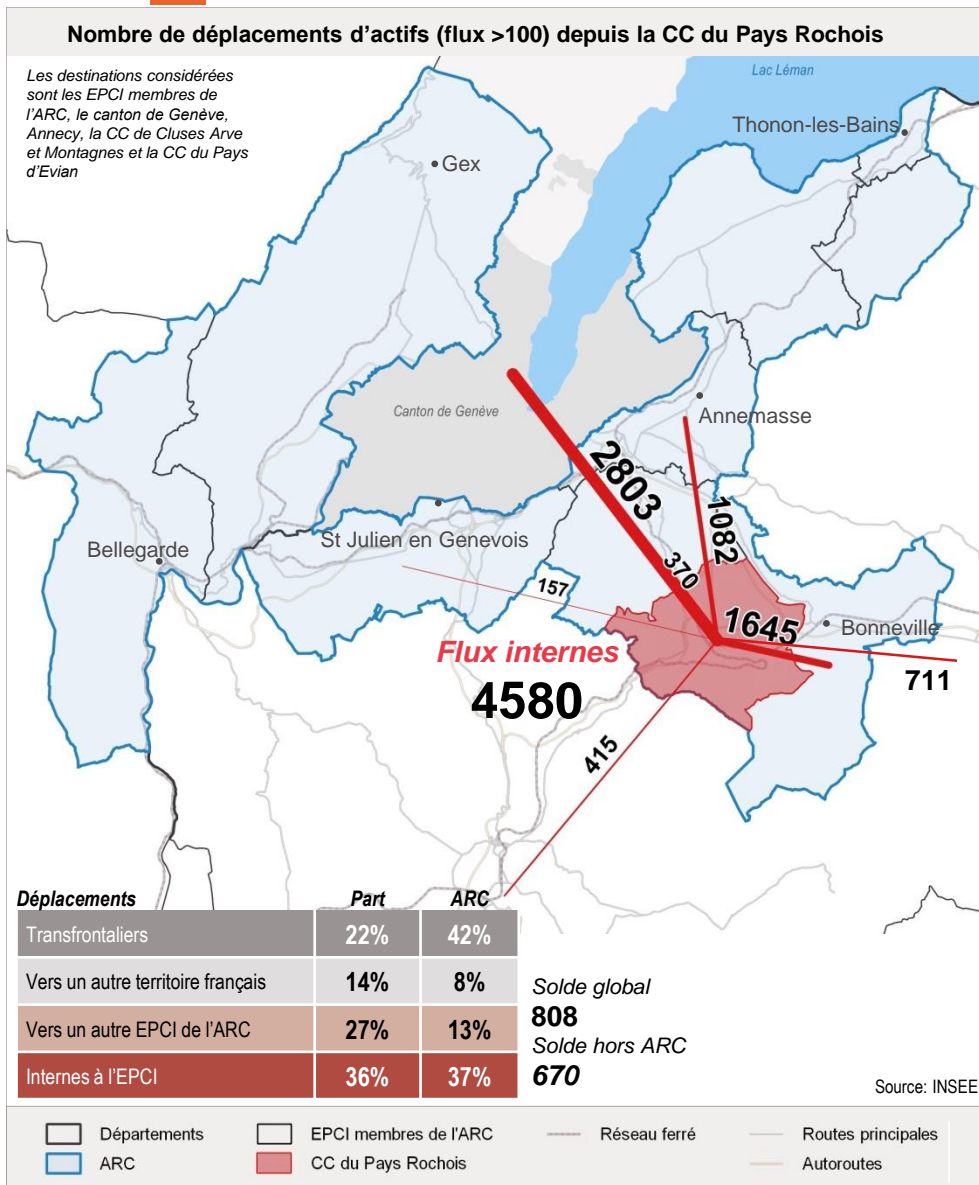 Nombre de déplacements d'actifs (flux >100) depuis la CC du Pays Rochois
Les destinations considérées
sont les EPCI membres de
l'ARC, le canton de Genève,
Annecy, la CC de Cluses Arve
et Montagnes et la CC du Pays
d'Evian
Lac Léman
Thonon-les-Bains
Gex
Canton de Genève
Annemasse
2803
1082
370
St Julien en Genevois
Bellegarde
157
1645
Bonneville
Flux internes
4580
711
415
Déplacements Part ARC
Transfrontaliers 22% 42%
Vers un autre territoire français 14% 8%
Vers un autre EPCI de l'ARC 27% 13%
Internes à l'EPCI 36% 37%
Solde global
808
Solde hors ARC
670
Source: INSEE
Départements EPCI membres de l'ARC Réseau ferré Routes principales
ARC CC du Pays Rochois Autoroutes